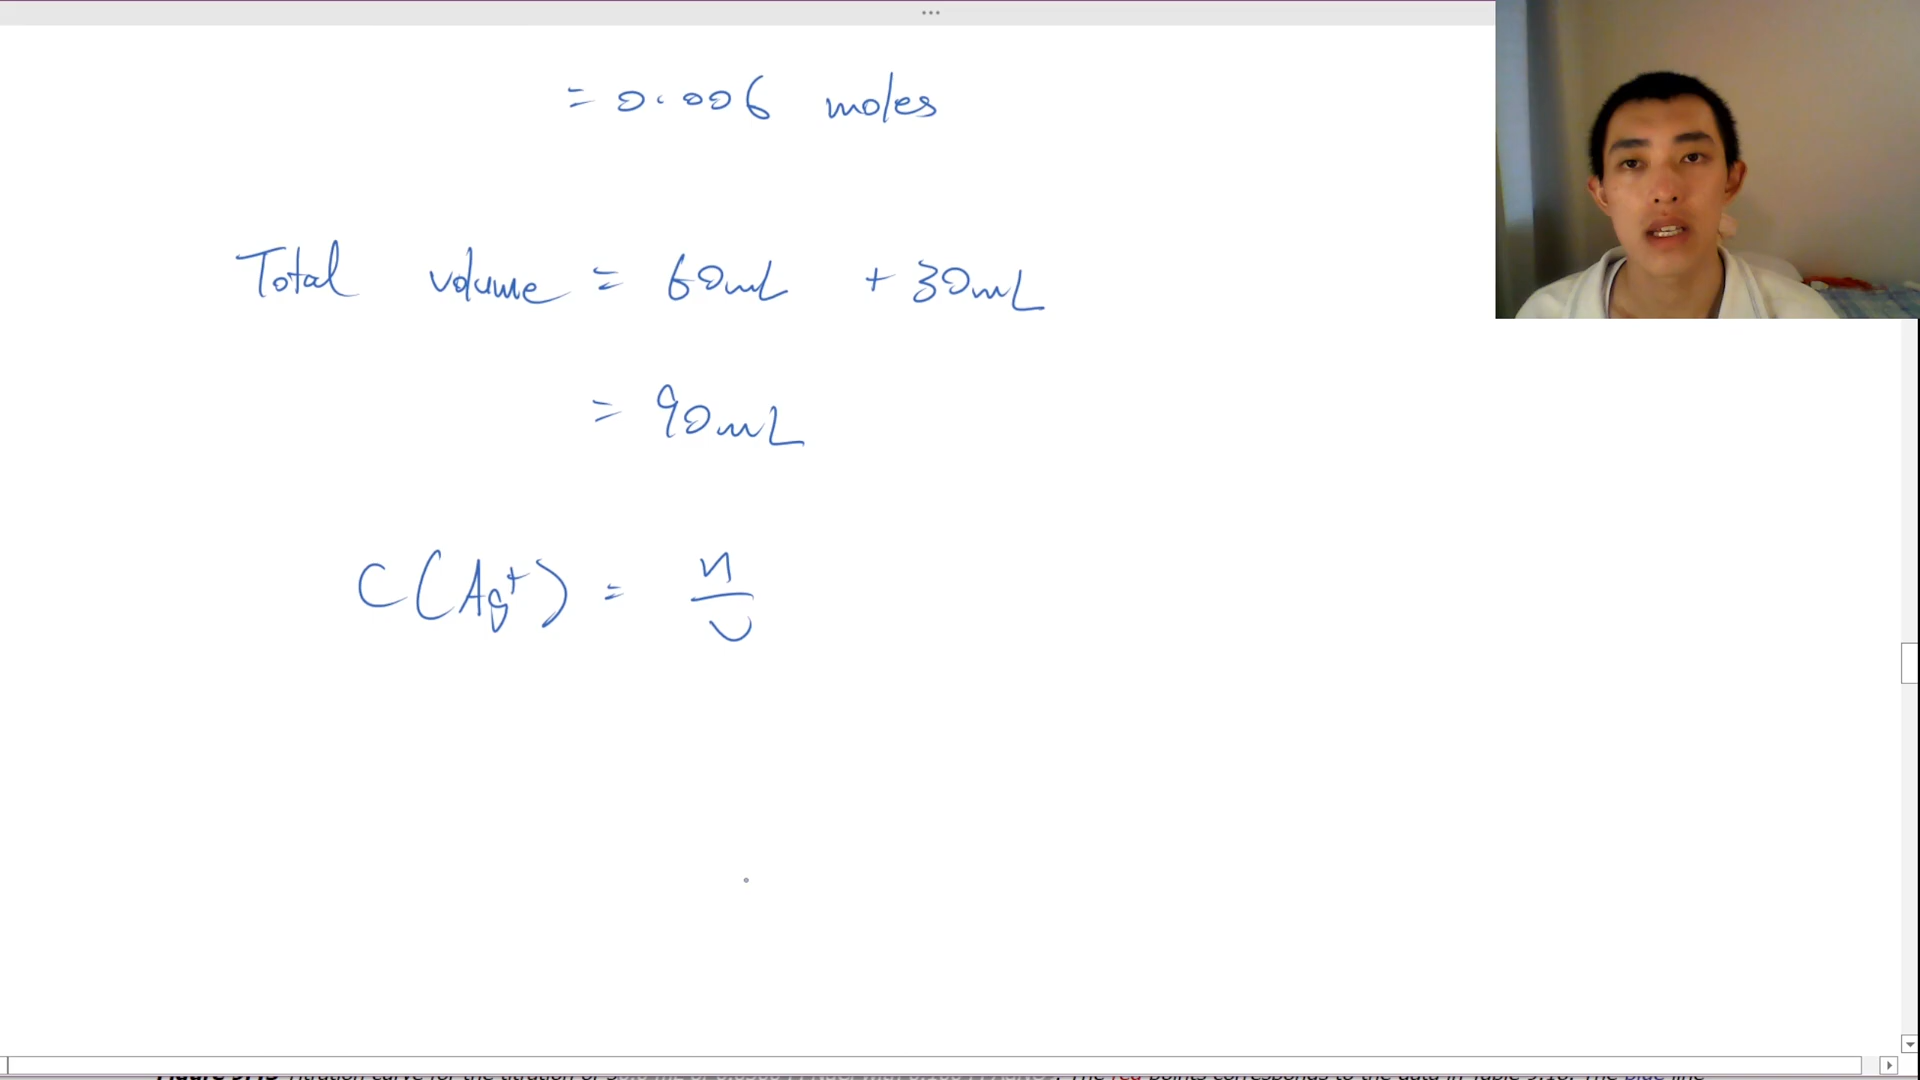 = 0.006 moles
Total volume = 60mL + 30mL
= 90mL
C(Ag+) = n
v